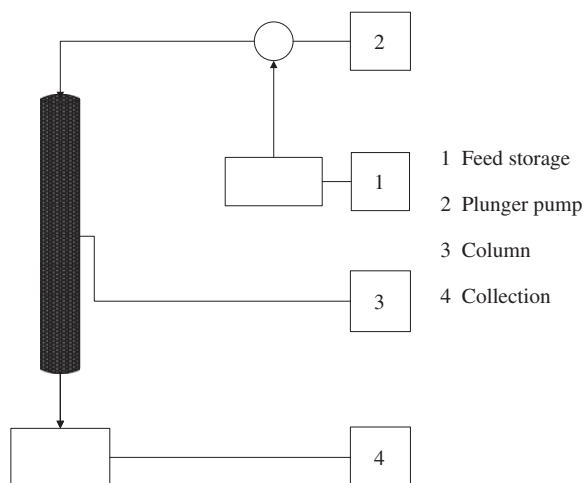 2
1
3
4
1 Feed storage
2 Plunger pump
3 Column
4 Collection